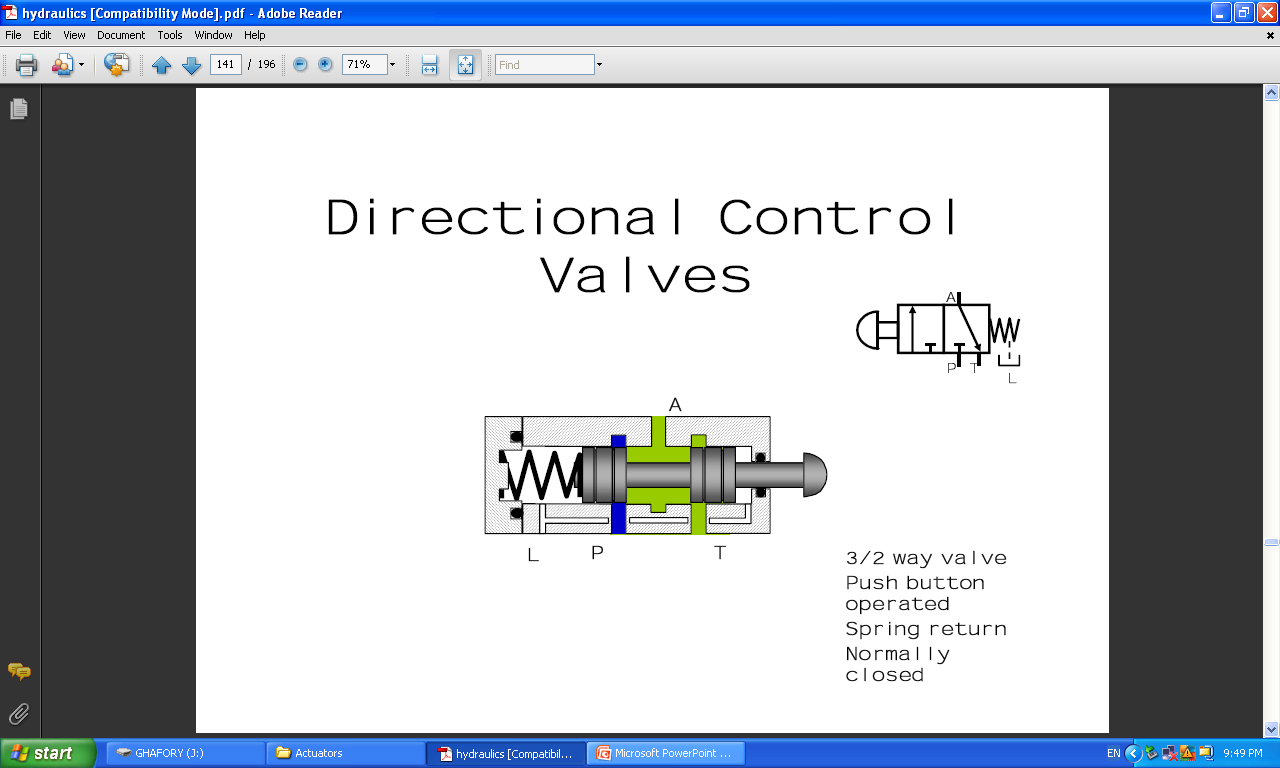 hydraulics [Compatibility Mode].pdf - Adobe Reader
File Edit View Document Tools Window Help
141 / 196 71% Find
Directional Control
Valves
A
P T
L
A
L P T
3/2 way valve
Push button
operated
Spring return
Normally
closed
start GHAFORY (J:) Actuators hydraulics [Compatibil... Microsoft PowerPoint ... EN 9:49 PM